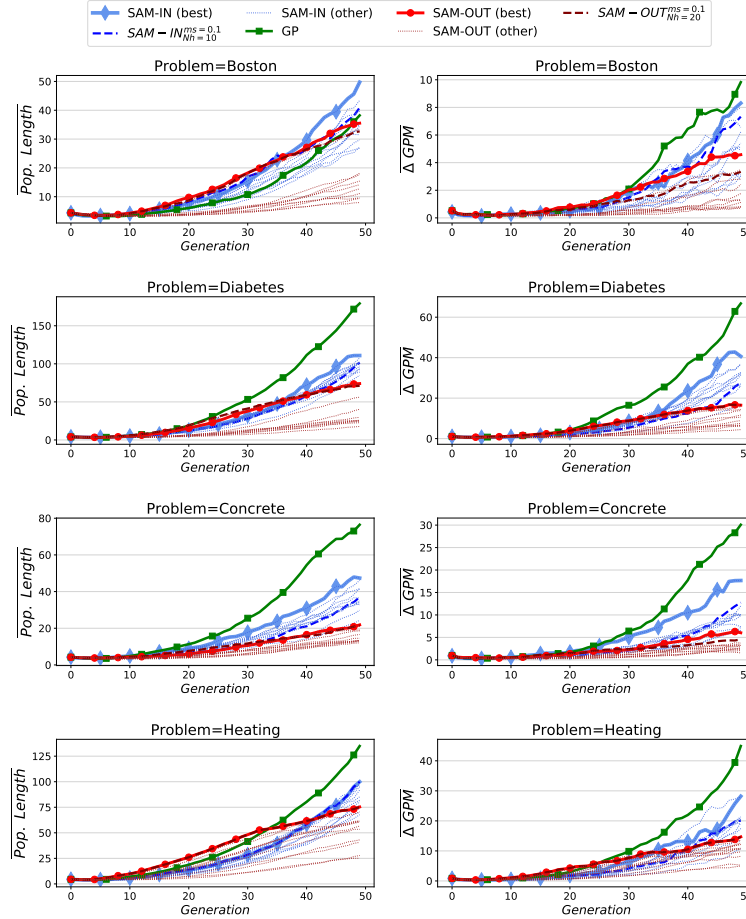 SAM-IN (best) SAM-IN (other) SAM-OUT (best) SAM − OUT^{ms=0.1}_{Nh=20}
SAM − IN^{ms=0.1}_{Nh=10} GP SAM-OUT (other)
Problem=Boston
Pop. Length
50
40
30
20
10
0 10 20 30 40 50
Generation
Problem=Boston
Δ GPM
10
8
6
4
2
0
0 10 20 30 40 50
Generation
Problem=Diabetes
Pop. Length
150
100
50
0
0 10 20 30 40 50
Generation
Problem=Diabetes
Δ GPM
60
40
20
0
0 10 20 30 40 50
Generation
Problem=Concrete
Pop. Length
80
60
40
20
0
0 10 20 30 40 50
Generation
Problem=Concrete
Δ GPM
30
25
20
15
10
5
0
0 10 20 30 40 50
Generation
Problem=Heating
Pop. Length
125
100
75
50
25
0
0 10 20 30 40 50
Generation
Problem=Heating
Δ GPM
40
30
20
10
0
0 10 20 30 40 50
Generation